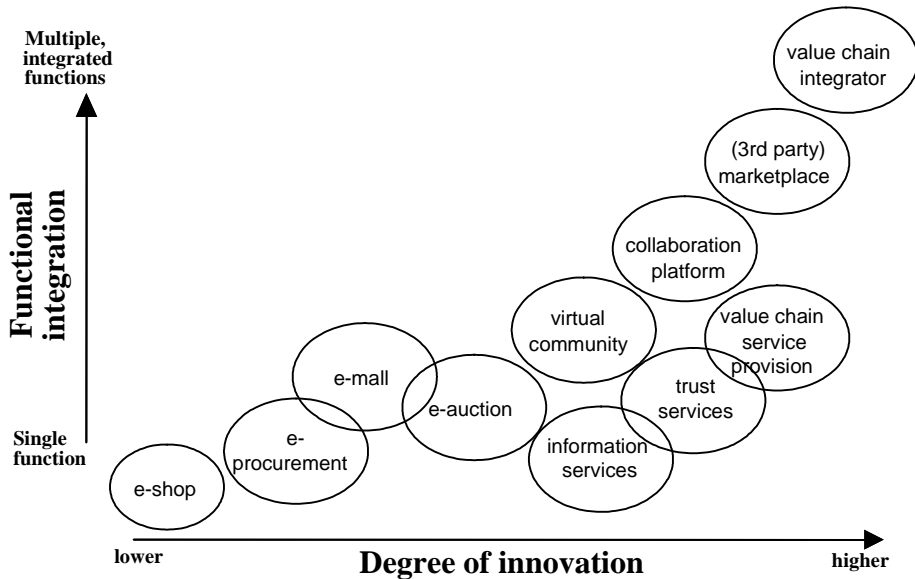 Multiple,
integrated
functions
value chain
integrator
(3rd party)
marketplace
Functional
integration
collaboration
platform
virtual
community
value chain
service
provision
e-mall
e-auction
trust
services
Single
function
e-
procurement
information
services
e-shop
lower
Degree of innovation
higher